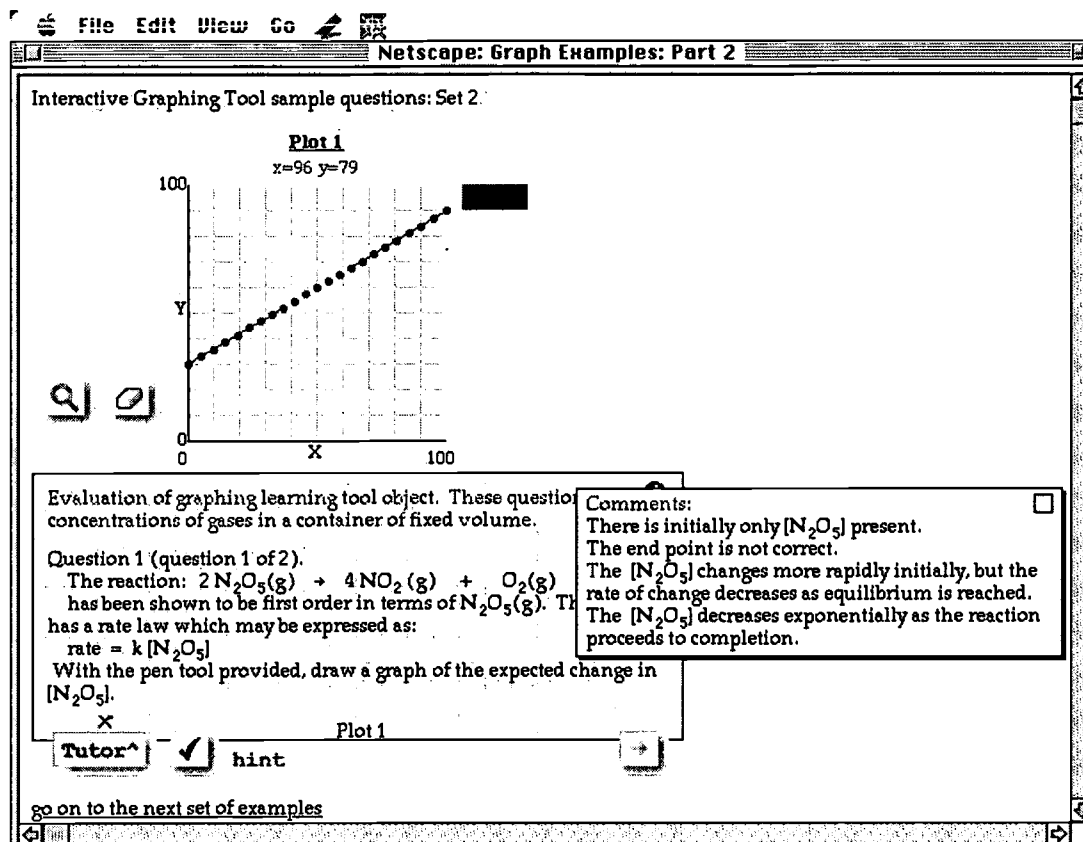 File Edit View Go
Netscape: Graph Examples: Part 2
Interactive Graphing Tool sample questions: Set 2.
Plot 1
x=96 y=79
100
Y
0
0
X
100
Evaluation of graphing learning tool object. These questio
concentrations of gases in a container of fixed volume.
Question 1 (question 1 of 2).
The reaction: 2 N₂O₅(g) → 4 NO₂ (g) + O₂(g)
has been shown to be first order in terms of N₂O₅(g). Th
has a rate law which may be expressed as:
rate = k [N₂O₅]
With the pen tool provided, draw a graph of the expected change in
[N₂O₅].
Comments:
There is initially only [N₂O₅] present.
The end point is not correct.
The [N₂O₅] changes more rapidly initially, but the
rate of change decreases as equilibrium is reached.
The [N₂O₅] decreases exponentially as the reaction
proceeds to completion.
Plot 1
Tutor^
hint
go on to the next set of examples